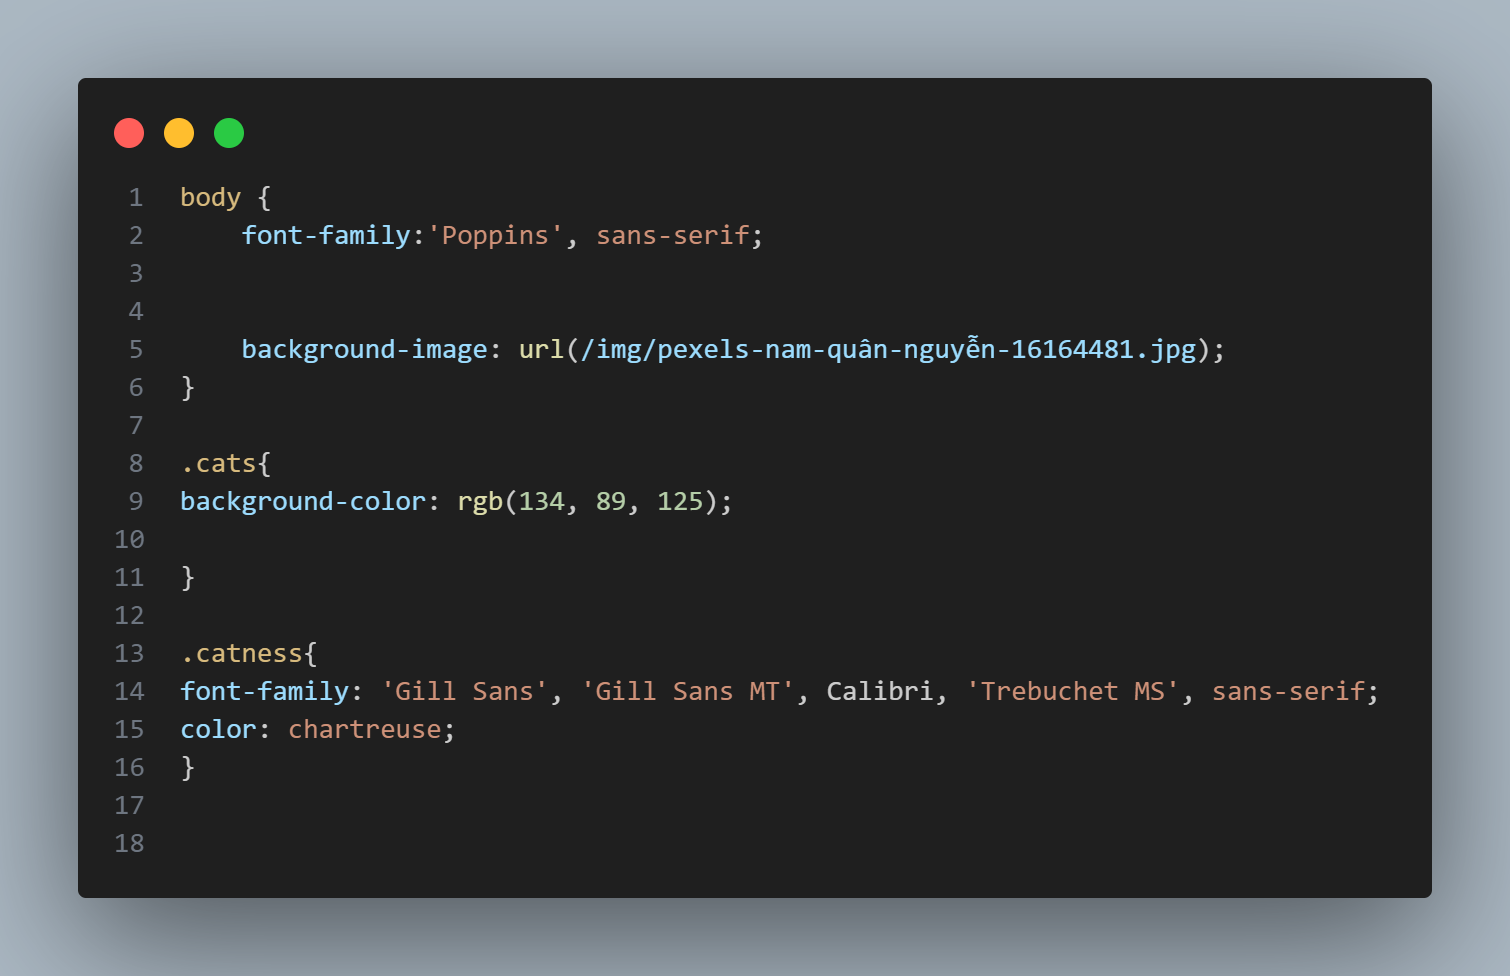 1 body {
2 font-family:'Poppins', sans-serif;
3
4
5 background-image: url(/img/pexels-nam-quân-nguyễn-16164481.jpg);
6 }
7
8 .cats{
9 background-color: rgb(134, 89, 125);
10
11 }
12
13 .catness{
14 font-family: 'Gill Sans', 'Gill Sans MT', Calibri, 'Trebuchet MS', sans-serif;
15 color: chartreuse;
16 }
17
18